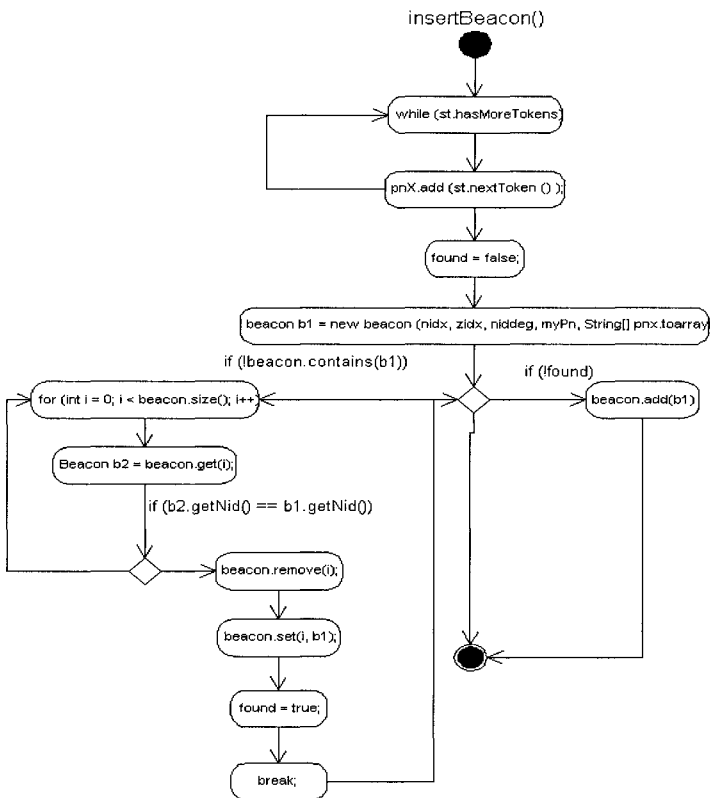 insertBeacon()
while (st.hasMoreTokens)
pnX.add (st.nextToken () );
found = false;
beacon b1 = new beacon (nidx, zidx, niddeg, myPn, String[] pnx.toarray
if (!beacon.contains(b1))
if (!found)
for (int i = 0; i < beacon.size(); i++)
beacon.add(b1)
Beacon b2 = beacon.get(i);
if (b2.getNid() == b1.getNid())
beacon.remove(i);
beacon.set(i, b1);
found = true;
break;